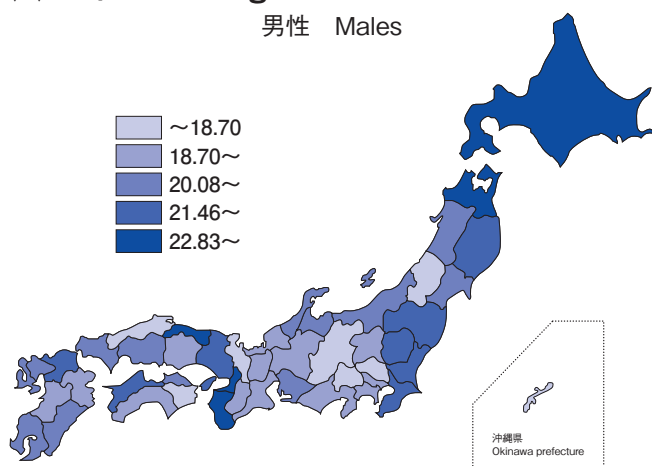 男性 Males
～18.70
18.70～
20.08～
21.46～
22.83～
沖縄県
Okinawa prefecture